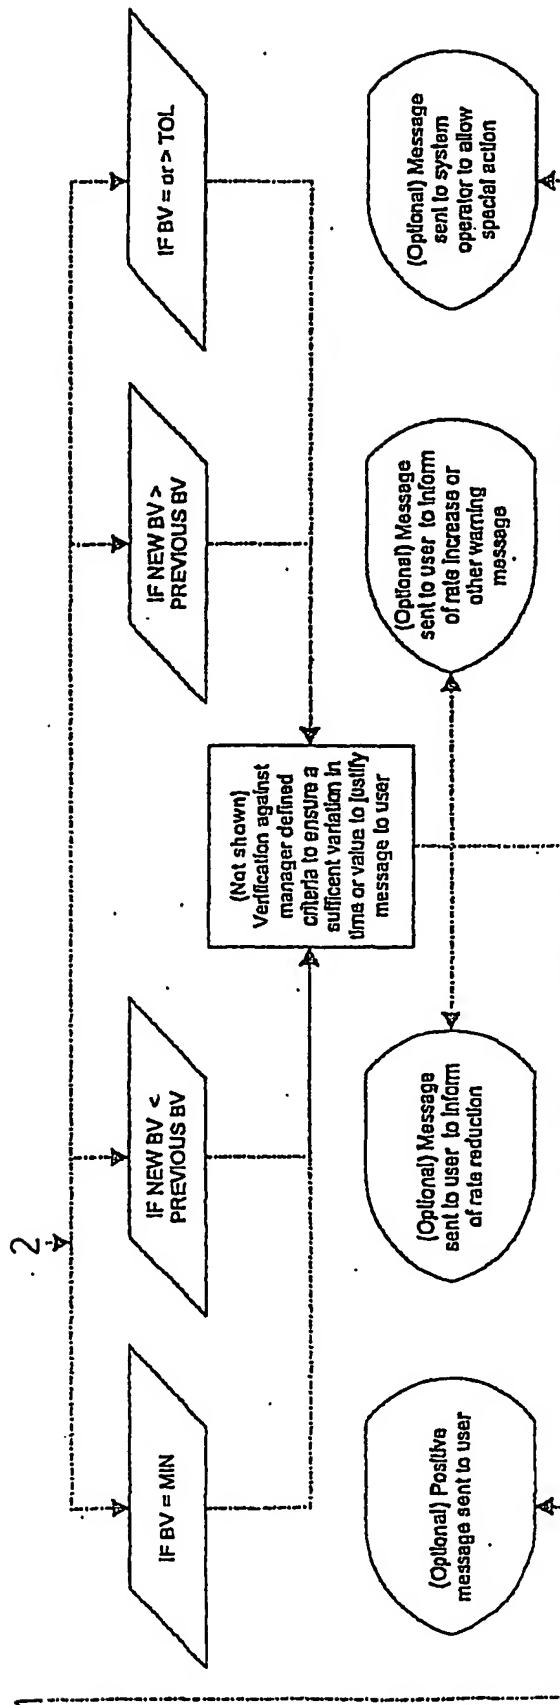 2
IF BV = MIN
IF NEW BV <
PREVIOUS BV
IF NEW BV >
PREVIOUS BV
IF BV = or > TOL
(Not shown)
Verification against
manager defined
criteria to ensure a
sufficent variation in
time or value to justify
message to user
(Optional) Positive
message sent to user
(Optional) Message
sent to user to inform
of rate reduction
(Optional) Message
sent to user to inform
of rate increase or
other warning
message
(Optional) Message
sent to system
operator to allow
special action